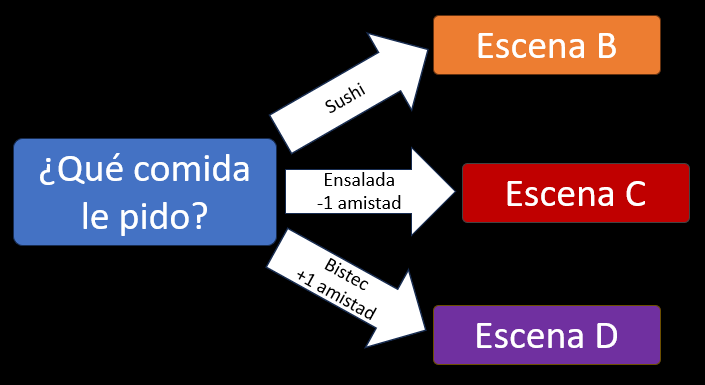 ¿Qué comida
le pido?
Sushi
Escena B
Ensalada
-1 amistad
Escena C
Bistec
+1 amistad
Escena D